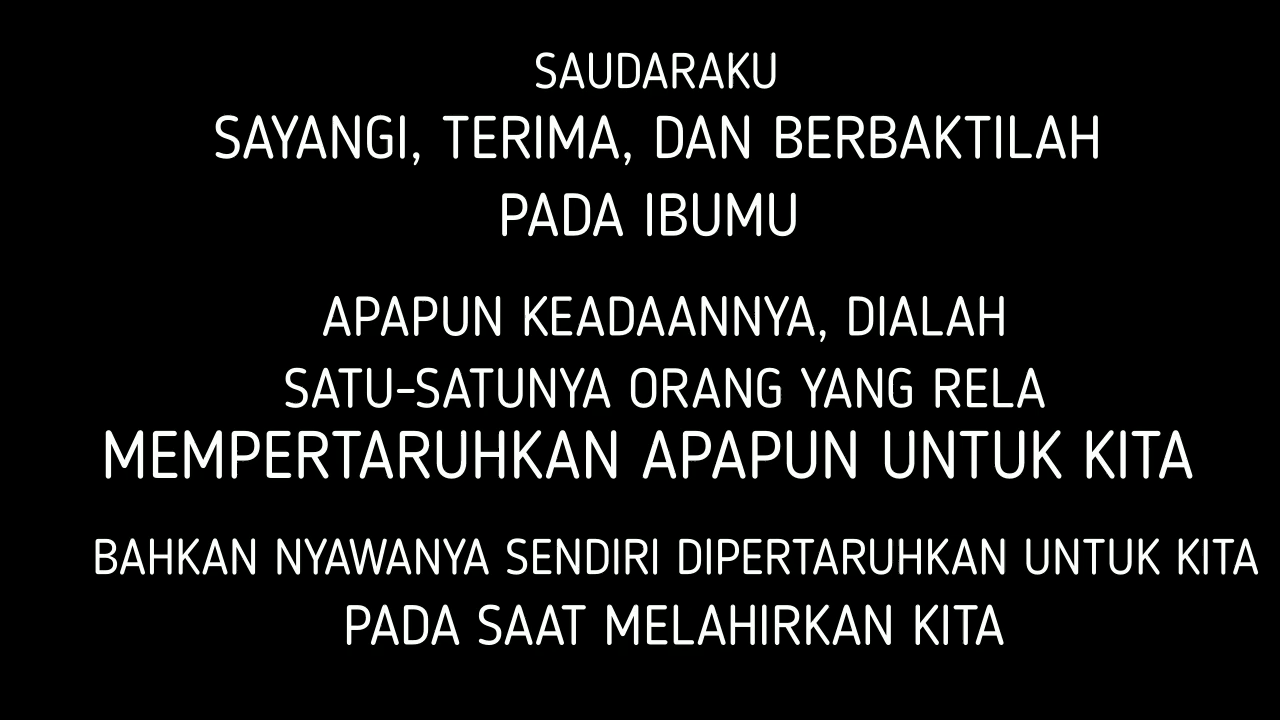 SAUDARAKU
SAYANGI, TERIMA, DAN BERBAKTILAH
PADA IBUMU
APAPUN KEADAANNYA, DIALAH
SATU-SATUNYA ORANG YANG RELA
MEMPERTARUHKAN APAPUN UNTUK KITA
BAHKAN NYAWANYA SENDIRI DIPERTARUHKAN UNTUK KITA
PADA SAAT MELAHIRKAN KITA